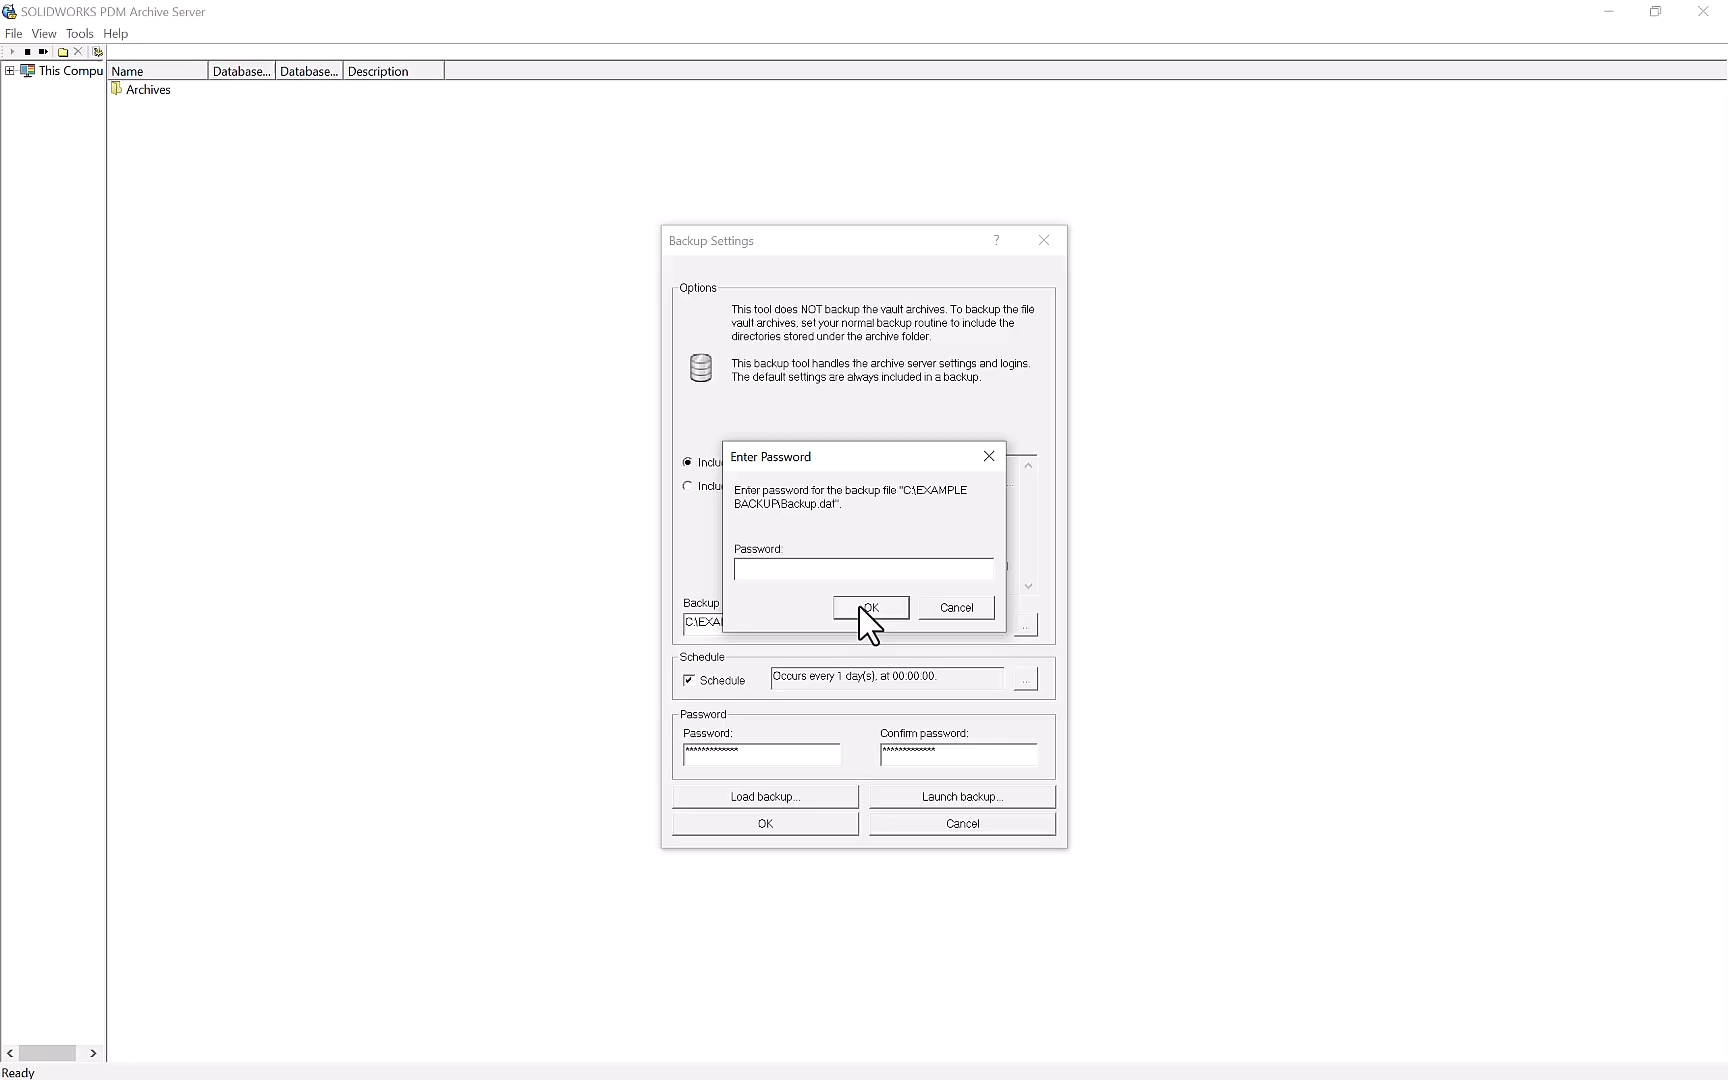 SOLIDWORKS PDM Archive Server
File View Tools Help
This Compu
Name Database... Database... Description
Archives
Backup Settings
Options
This tool does NOT backup the vault archives. To backup the file
vault archives, set your normal backup routine to include the
directories stored under the archive folder.
This backup tool handles the archive server settings and logins.
The default settings are always included in a backup.
Inclu
Inclu
Enter Password
Enter password for the backup file "C:\EXAMPLE
BACKUP\Backup.dat".
Password:
OK Cancel
Backup
C:\EXA
...
Schedule
Schedule Occurs every 1 day(s), at 00:00:00. ...
Password
Password: Confirm password:
************* *************
Load backup... Launch backup...
OK Cancel
Ready